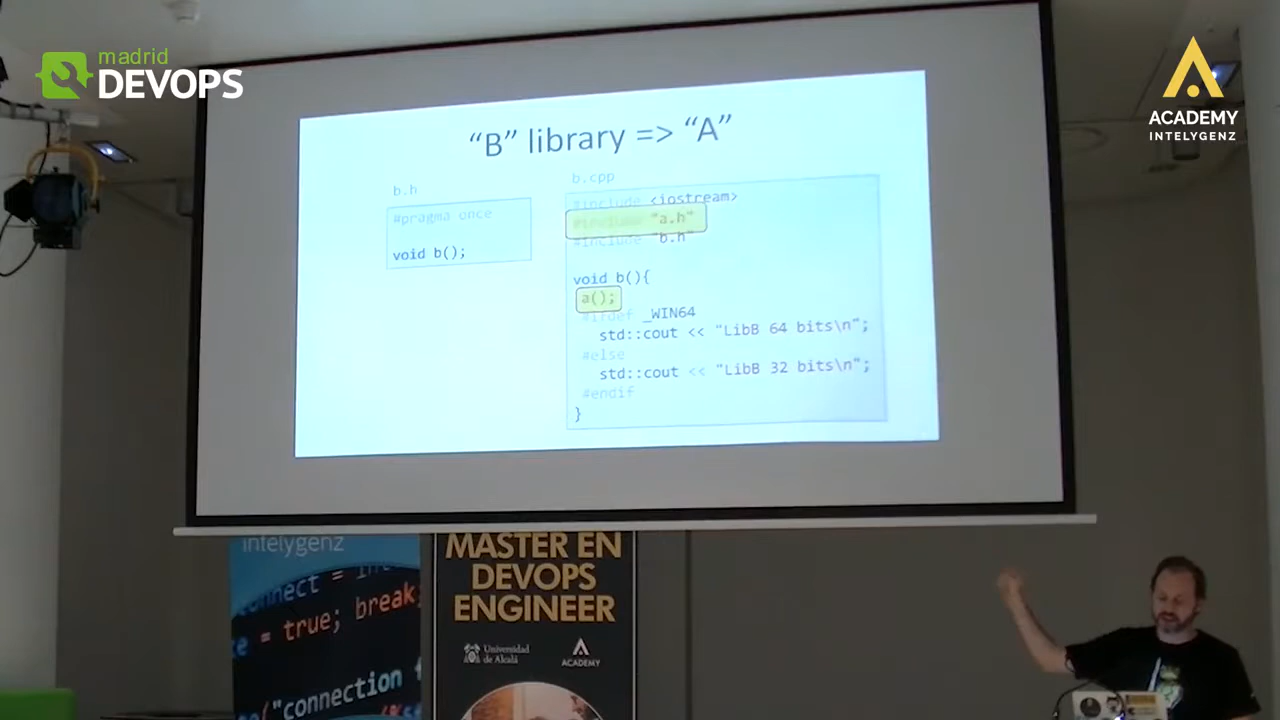 madrid
DEVOPS
ACADEMY
INTELYGENZ
“B” library => “A”
b.h
#pragma once
void b();
b.cpp
#include <iostream>
#include "a.h"
#include "b.h"
void b(){
a();
#ifdef _WIN64
std::cout << "LibB 64 bits\n";
#else
std::cout << "LibB 32 bits\n";
#endif
}
intelygenz
= true; break;
("connection
MASTER EN
DEVOPS
ENGINEER
Universidad
de Alcalá
ACADEMY